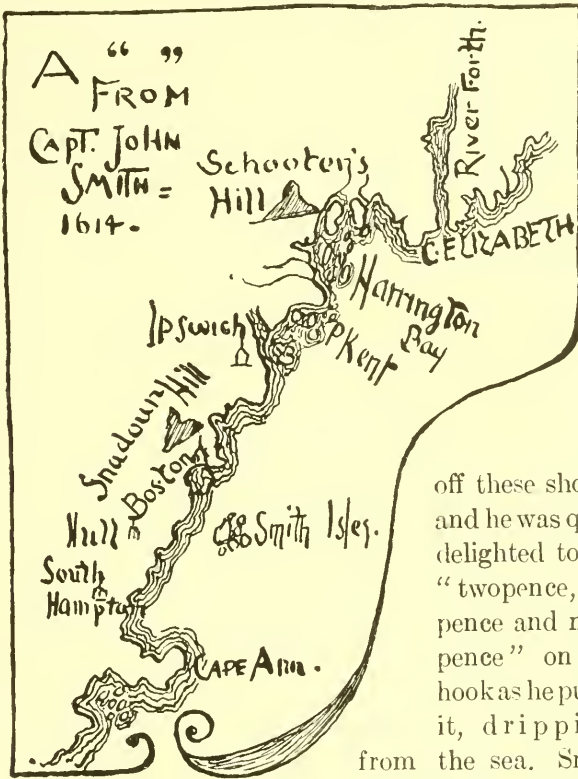 A “ ”
FROM
CAPT. JOHN
SMITH =
1614.
River Forth.
Schooten's
Hill
C. ELIZABETH
Harrington
Bay
Ipswich
P Kent
Snadoun Hill
Boston
Hull
Smith Isles.
South
Hampton
CAPE ANN.
off these sho
and he was q
delighted to
“twopence,
pence and
pence” on
hook as he pu
it, drippi
from the sea.